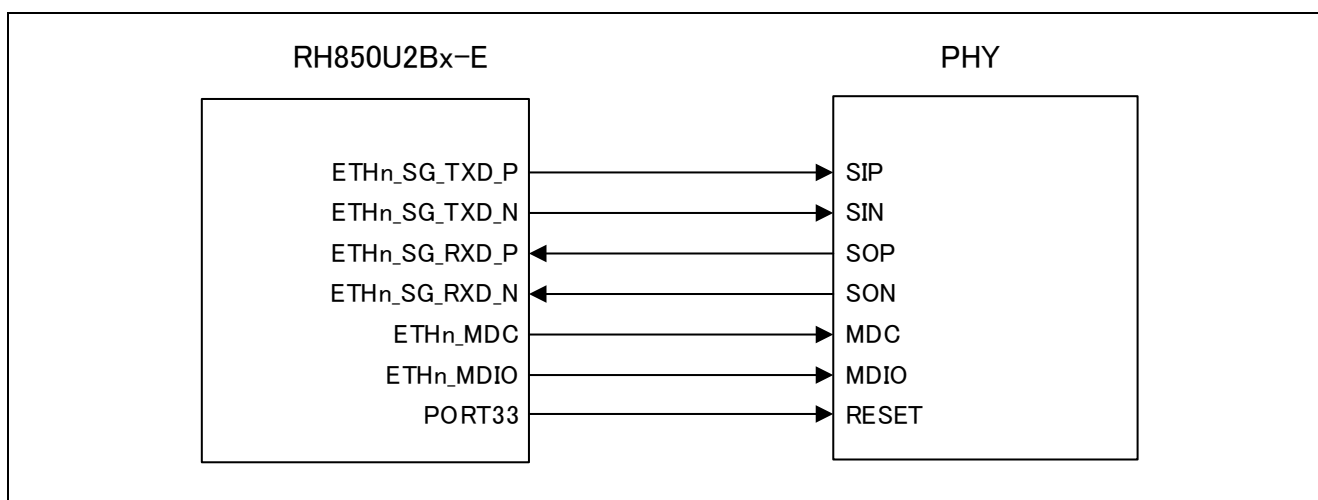 RH850U2Bx-E PHY
ETHn_SG_TXD_P SIP
ETHn_SG_TXD_N SIN
ETHn_SG_RXD_P SOP
ETHn_SG_RXD_N SON
ETHn_MDC MDC
ETHn_MDIO MDIO
PORT33 RESET